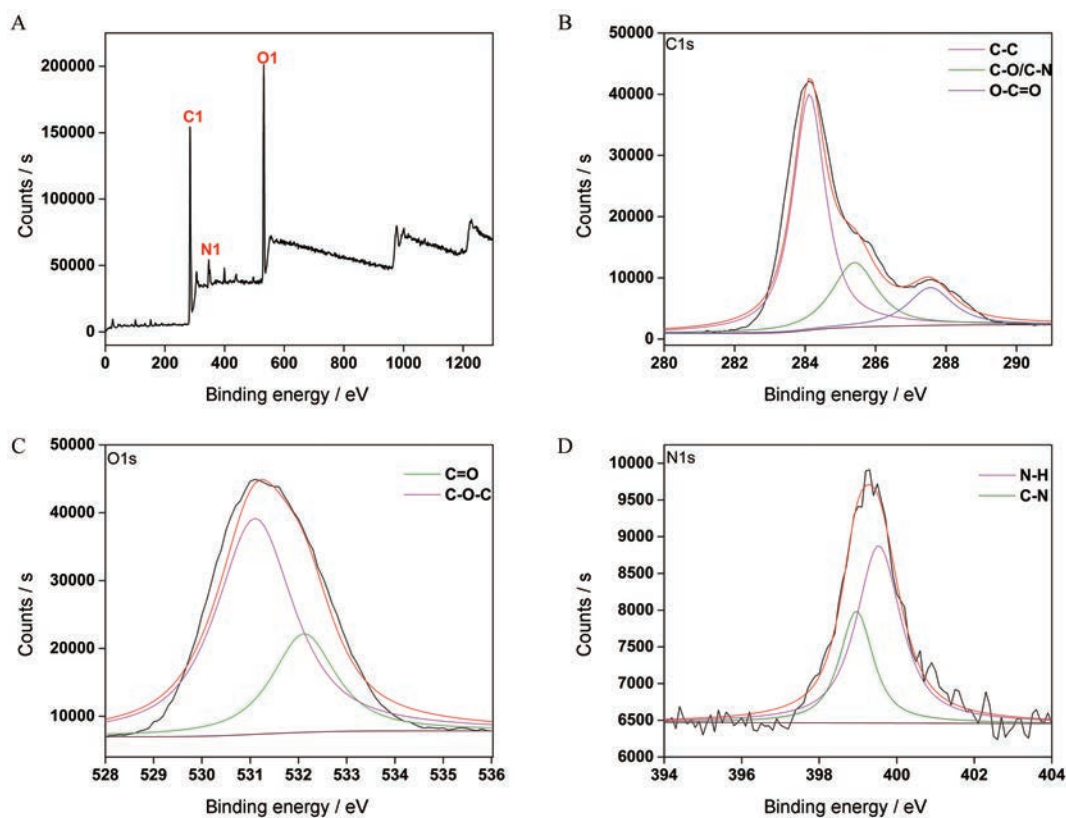 A
O1
C1
N1
200000
150000
100000
50000
0
0 200 400 600 800 1000 1200
Counts / s
Binding energy / eV
B
C1s
C-C
C-O/C-N
O-C=O
50000
40000
30000
20000
10000
0
280 282 284 286 288 290
Counts / s
Binding energy / eV
C
O1s
C=O
C-O-C
50000
40000
30000
20000
10000
528 529 530 531 532 533 534 535 536
Counts / s
Binding energy / eV
D
N1s
N-H
C-N
10000
9500
9000
8500
8000
7500
7000
6500
6000
394 396 398 400 402 404
Counts / s
Binding energy / eV